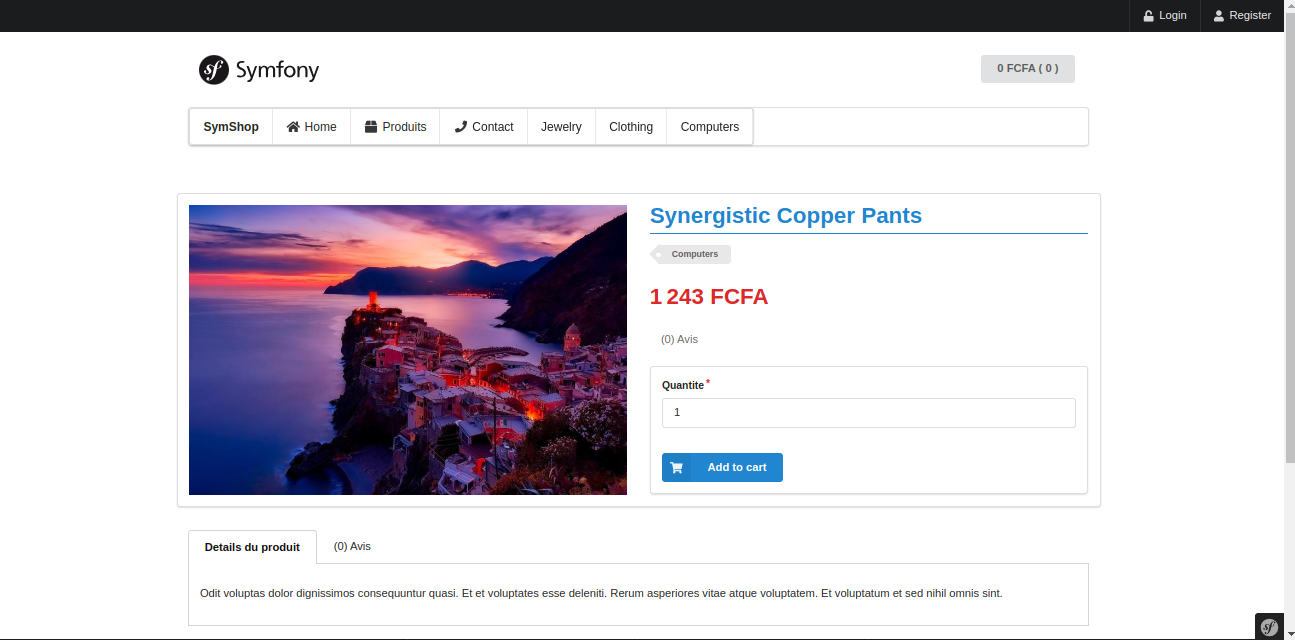 Login Register
Symfony
0 FCFA ( 0 )
SymShop Home Produits Contact Jewelry Clothing Computers
Synergistic Copper Pants
Computers
1 243 FCFA
(0) Avis
Quantite*
1
Add to cart
Details du produit (0) Avis
Odit voluptas dolor dignissimos consequuntur quasi. Et et voluptates esse deleniti. Rerum asperiores vitae atque voluptatem. Et voluptatum et sed nihil omnis sint.